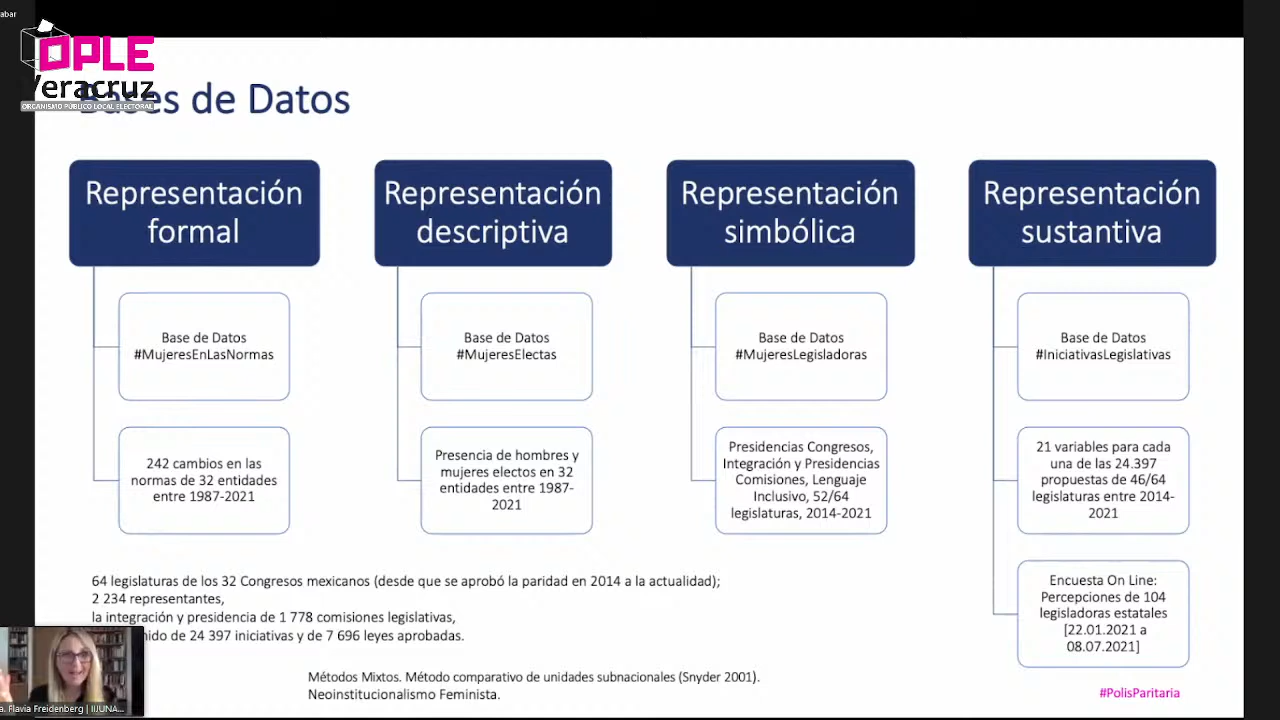 abar
OPLE
Veracruz
ORGANISMO PÚBLICO LOCAL ELECTORAL
Bases de Datos
Representación
formal
Base de Datos
#MujeresEnLasNormas
242 cambios en las
normas de 32 entidades
entre 1987-2021
Representación
descriptiva
Base de Datos
#MujeresElectas
Presencia de hombres y
mujeres electos en 32
entidades entre 1987-
2021
Representación
simbólica
Base de Datos
#MujeresLegisladoras
Presidencias Congresos,
Integración y Presidencias
Comisiones, Lenguaje
Inclusivo, 52/64
legislaturas, 2014-2021
Representación
sustantiva
Base de Datos
#IniciativasLegislativas
21 variables para cada
una de las 24.397
propuestas de 46/64
legislaturas entre 2014-
2021
Encuesta On Line:
Percepciones de 104
legisladoras estatales
[22.01.2021 a
08.07.2021]
64 legislaturas de los 32 Congresos mexicanos (desde que se aprobó la paridad en 2014 a la actualidad);
2 234 representantes,
la integración y presidencia de 1 778 comisiones legislativas,
nido de 24 397 iniciativas y de 7 696 leyes aprobadas.
Métodos Mixtos. Método comparativo de unidades subnacionales (Snyder 2001).
Neoinstitucionalismo Feminista.
#PolisParitaria
a. Flavia Freidenberg | IIJUNA...